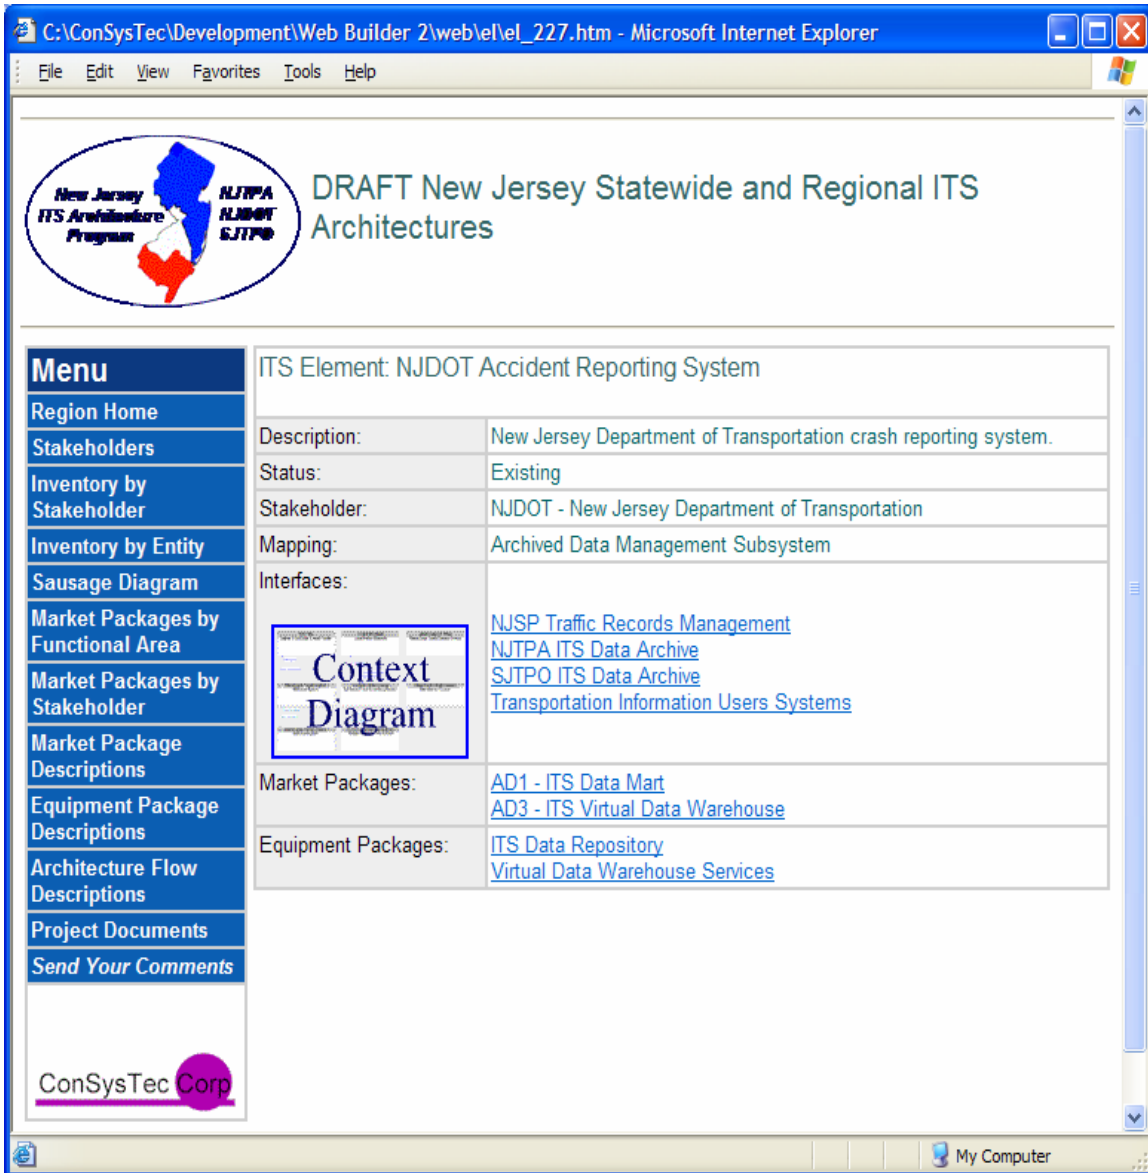 C:\ConSysTec\Development\Web Builder 2\web\el\el_227.htm - Microsoft Internet Explorer
File Edit View Favorites Tools Help
New Jersey
ITS Architecture
Program
NJTPA
NJDOT
SJTPO
DRAFT New Jersey Statewide and Regional ITS
Architectures
Menu
Region Home
Stakeholders
Inventory by
Stakeholder
Inventory by Entity
Sausage Diagram
Market Packages by
Functional Area
Market Packages by
Stakeholder
Market Package
Descriptions
Equipment Package
Descriptions
Architecture Flow
Descriptions
Project Documents
Send Your Comments
ConSysTec Corp
ITS Element: NJDOT Accident Reporting System
Description: New Jersey Department of Transportation crash reporting system.
Status: Existing
Stakeholder: NJDOT - New Jersey Department of Transportation
Mapping: Archived Data Management Subsystem
Interfaces:
Context
Diagram
NJSP Traffic Records Management
NJTPA ITS Data Archive
SJTPO ITS Data Archive
Transportation Information Users Systems
Market Packages: AD1 - ITS Data Mart
AD3 - ITS Virtual Data Warehouse
Equipment Packages: ITS Data Repository
Virtual Data Warehouse Services
My Computer